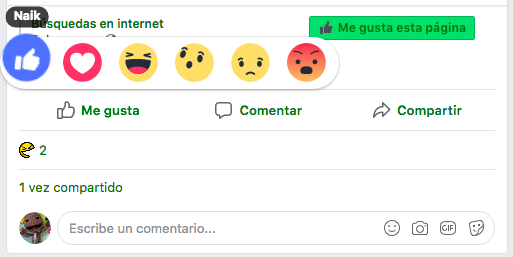 Naik
Búsquedas en internet
Me gusta esta página
Me gusta
Comentar
Compartir
2
1 vez compartido
Escribe un comentario...
GIF